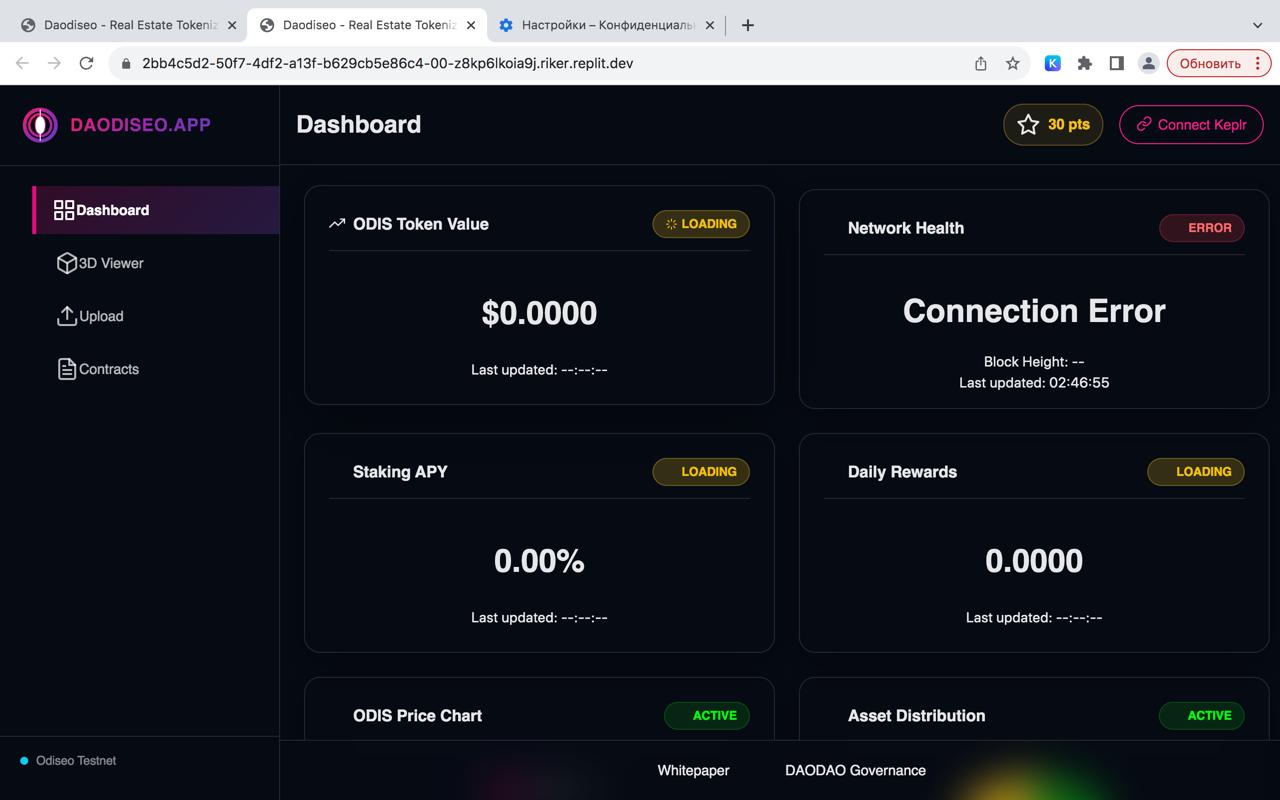 Daodiseo - Real Estate Tokeniz
Daodiseo - Real Estate Tokeniz
Настройки – Конфиденциаль
2bb4c5d2-50f7-4df2-a13f-b629cb5e86c4-00-z8kp6lkoia9j.riker.replit.dev
K
Обновить
DAODISEO.APP
Dashboard
30 pts
Connect Keplr
Dashboard
3D Viewer
Upload
Contracts
ODIS Token Value
LOADING
$0.0000
Last updated: --:--:--
Network Health
ERROR
Connection Error
Block Height: --
Last updated: 02:46:55
Staking APY
LOADING
0.00%
Last updated: --:--:--
Daily Rewards
LOADING
0.0000
Last updated: --:--:--
ODIS Price Chart
ACTIVE
Asset Distribution
ACTIVE
Odiseo Testnet
Whitepaper
DAODAO Governance